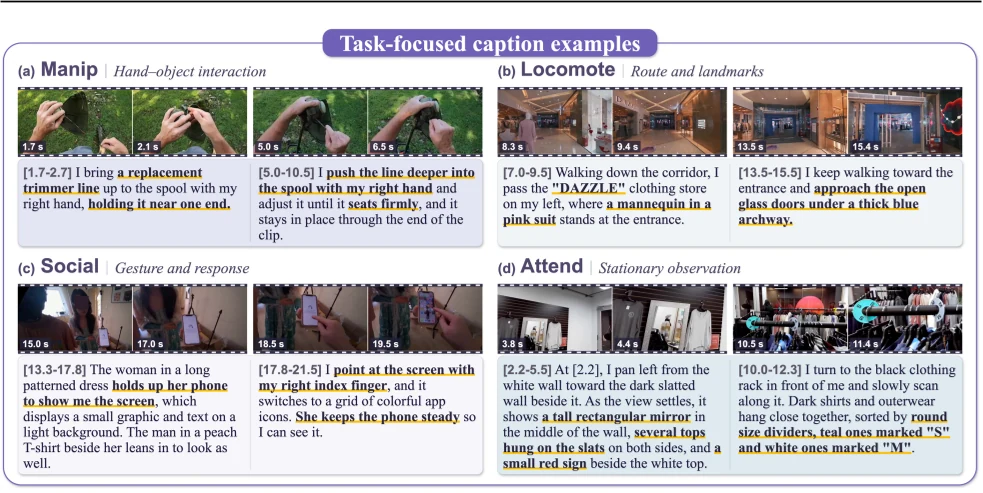 Task-focused caption examples
(a) Manip | Hand–object interaction
1.7 s
2.1 s
5.0 s
6.5 s
[1.7-2.7] I bring a replacement
trimmer line up to the spool with my
right hand, holding it near one end.
[5.0-10.5] I push the line deeper into
the spool with my right hand and
adjust it until it seats firmly, and it
stays in place through the end of the
clip.
(b) Locomote | Route and landmarks
8.3 s
9.4 s
13.5 s
15.4 s
[7.0-9.5] Walking down the corridor, I
pass the "DAZZLE" clothing store
on my left, where a mannequin in a
pink suit stands at the entrance.
[13.5-15.5] I keep walking toward the
entrance and approach the open
glass doors under a thick blue
archway.
(c) Social | Gesture and response
15.0 s
17.0 s
18.5 s
19.5 s
[13.3-17.8] The woman in a long
patterned dress holds up her phone
to show me the screen, which
displays a small graphic and text on a
light background. The man in a peach
T-shirt beside her leans in to look as
well.
[17.8-21.5] I point at the screen with
my right index finger, and it
switches to a grid of colorful app
icons. She keeps the phone steady so
I can see it.
(d) Attend | Stationary observation
3.8 s
4.4 s
10.5 s
11.4 s
[2.2-5.5] At [2.2], I pan left from the
white wall toward the dark slatted
wall beside it. As the view settles, it
shows a tall rectangular mirror in
the middle of the wall, several tops
hung on the slats on both sides, and a
small red sign beside the white top.
[10.0-12.3] I turn to the black clothing
rack in front of me and slowly scan
along it. Dark shirts and outerwear
hang close together, sorted by round
size dividers, teal ones marked "S"
and white ones marked "M".